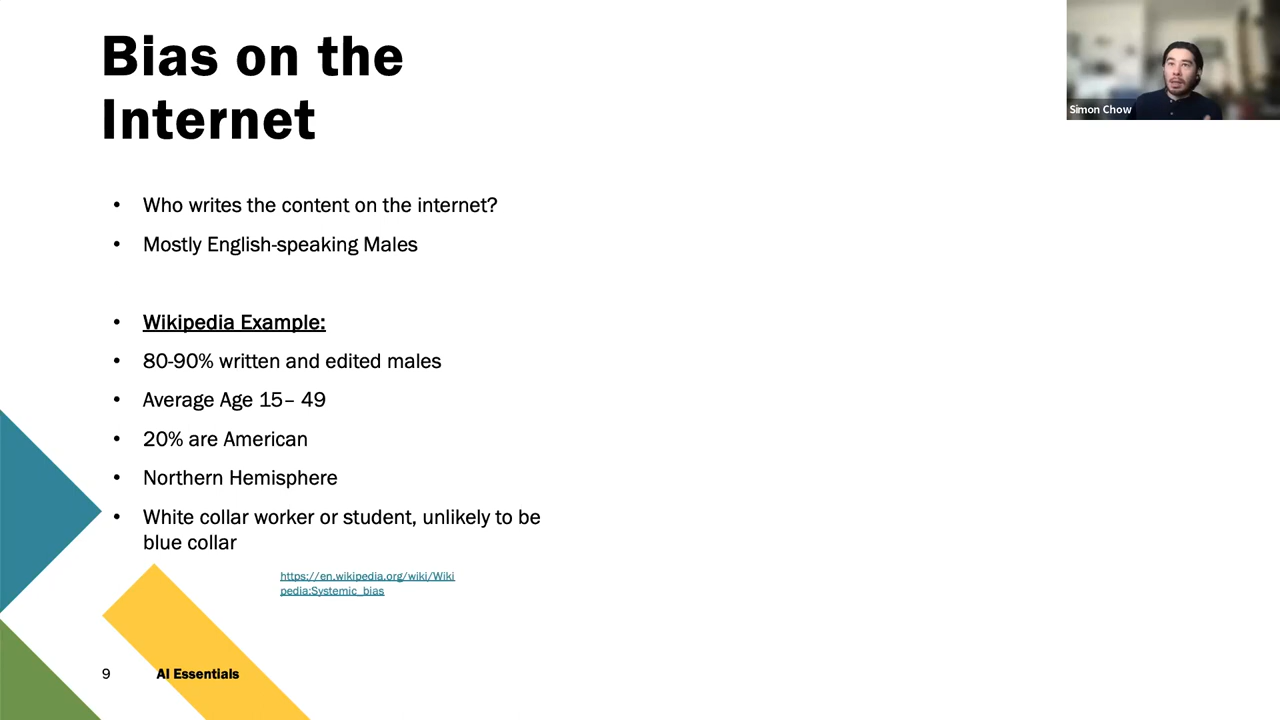 Bias on the
Internet
Simon Chow
• Who writes the content on the internet?
• Mostly English-speaking Males
• Wikipedia Example:
• 80-90% written and edited males
• Average Age 15– 49
• 20% are American
• Northern Hemisphere
• White collar worker or student, unlikely to be
blue collar
https://en.wikipedia.org/wiki/Wiki
pedia:Systemic_bias
9 AI Essentials